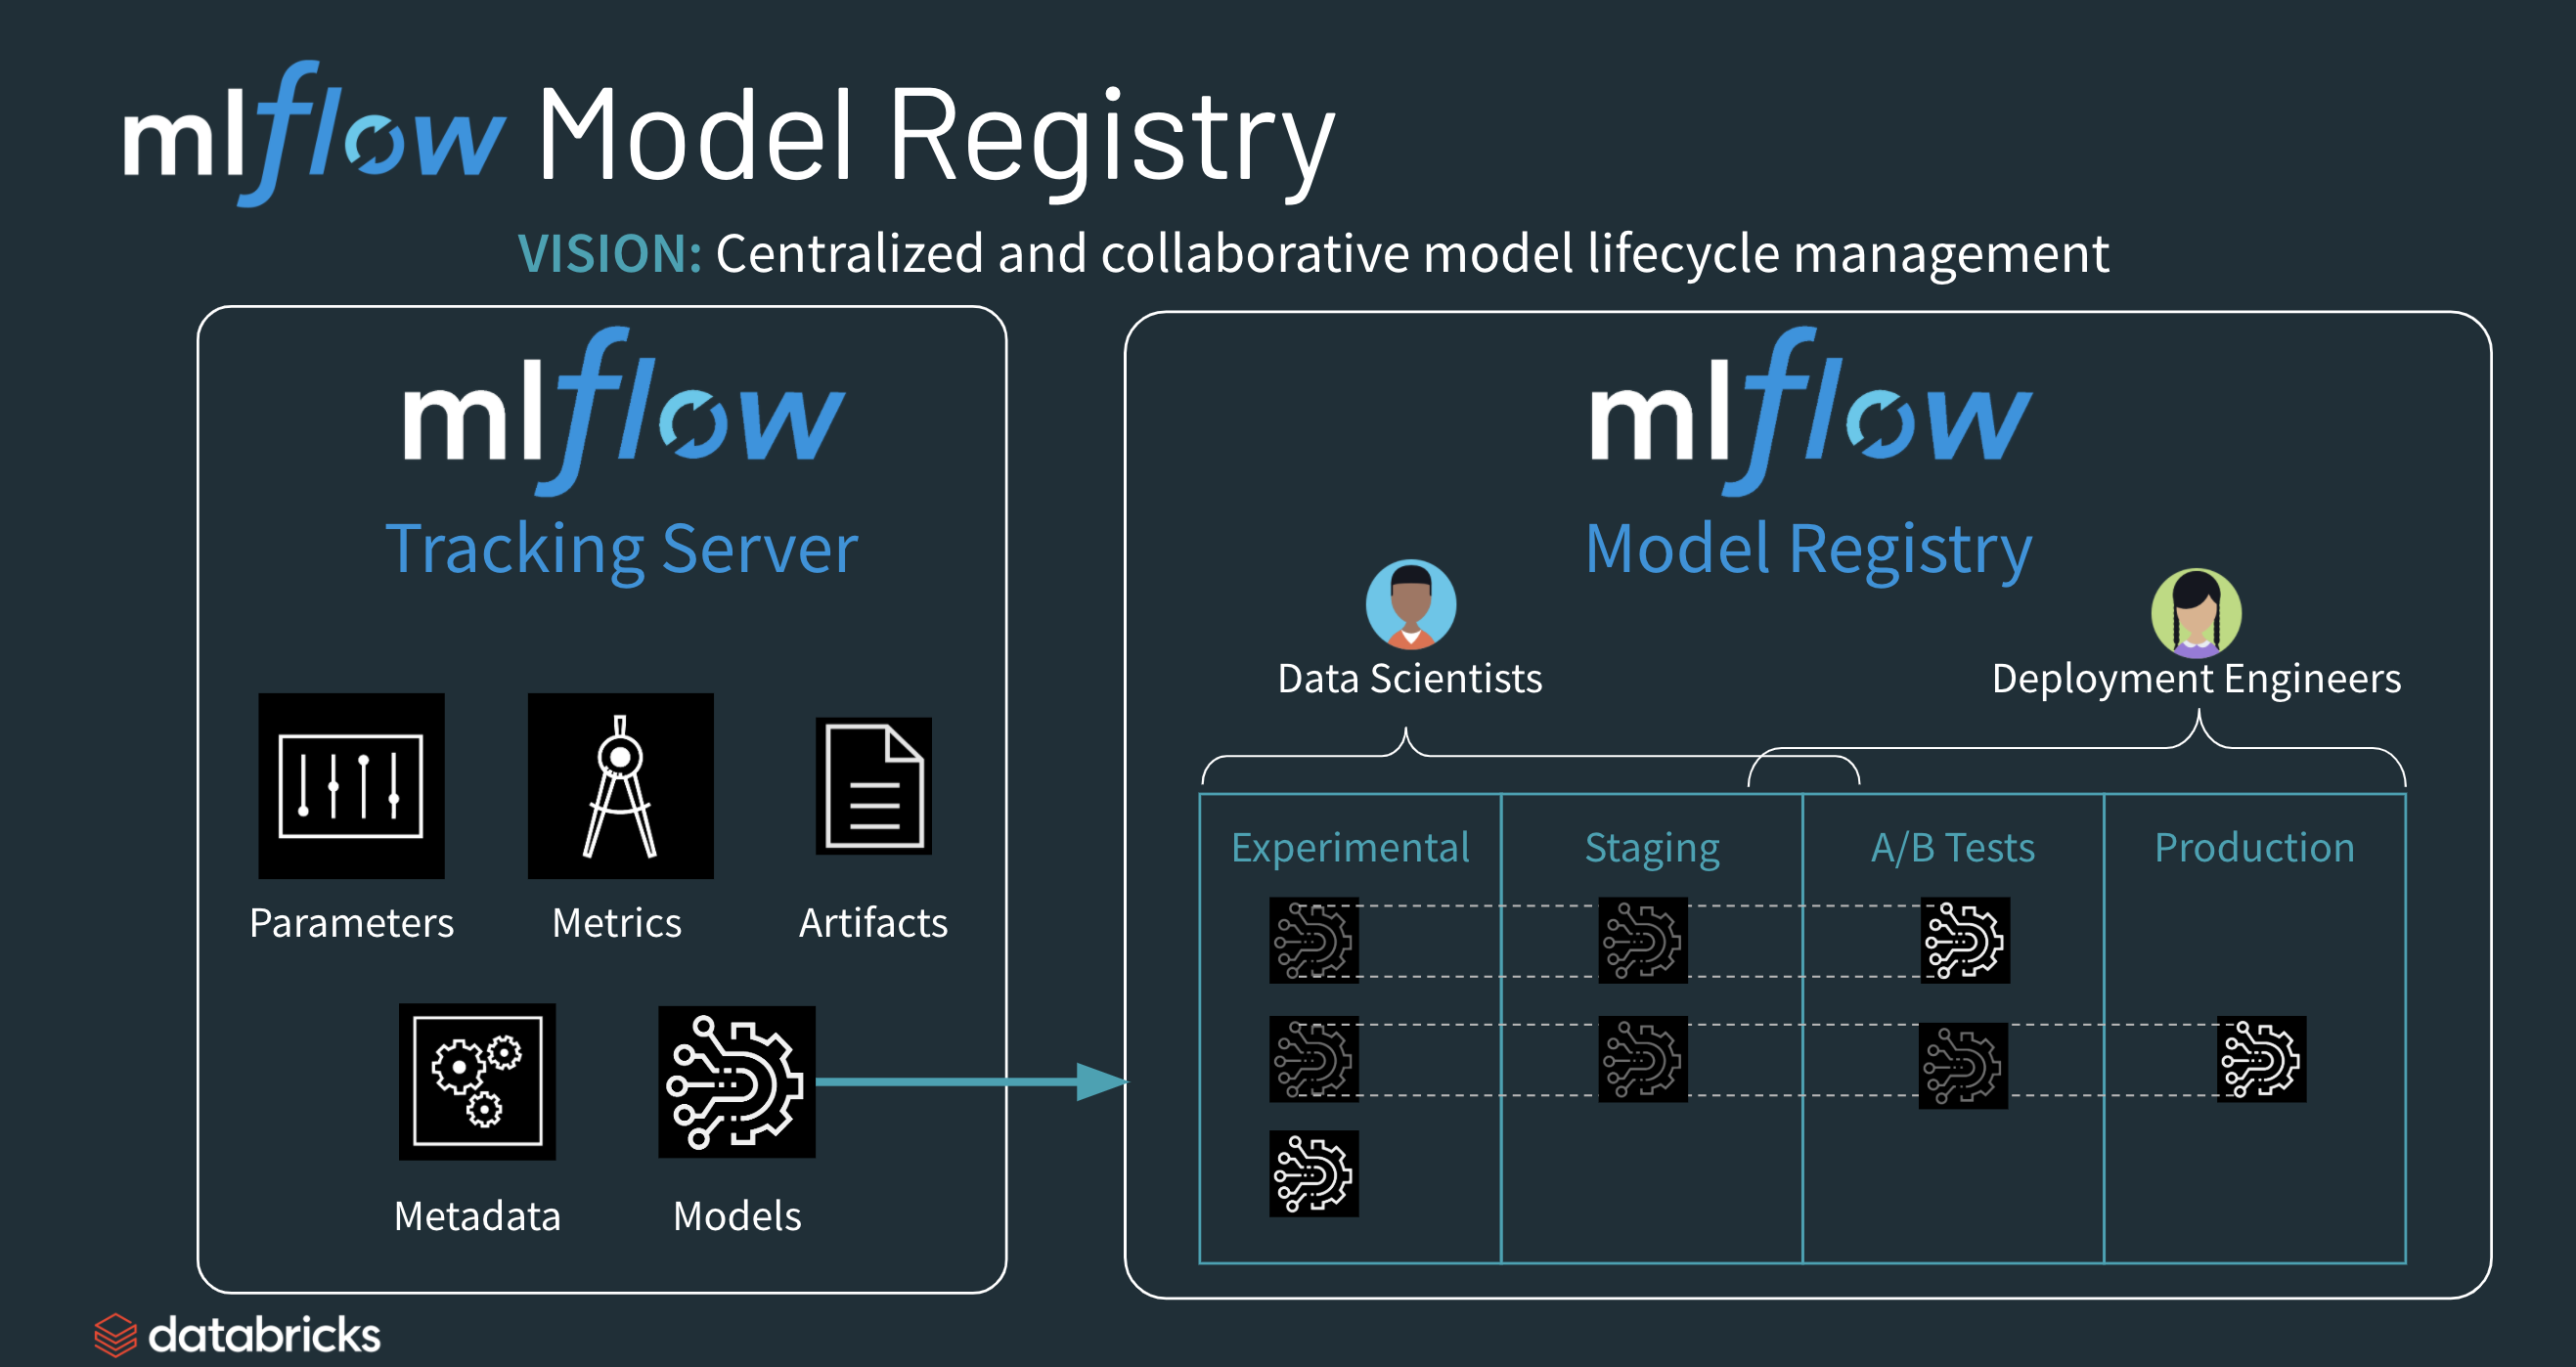 mlflow Model Registry
VISION: Centralized and collaborative model lifecycle management
mlflow
Tracking Server
Parameters
Metrics
Artifacts
Metadata
Models
mlflow
Model Registry
Data Scientists
Deployment Engineers
Experimental
Staging
A/B Tests
Production
databricks